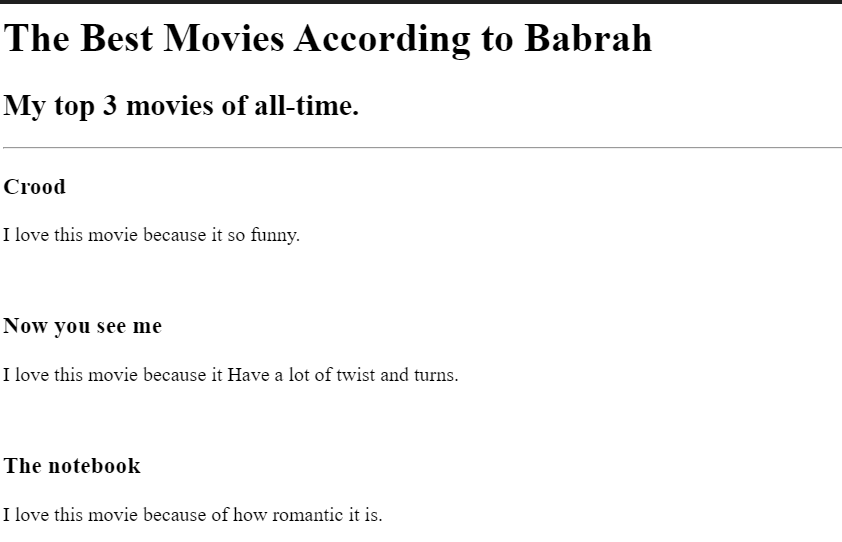 The Best Movies According to Babrah
My top 3 movies of all-time.
Crood
I love this movie because it so funny.
Now you see me
I love this movie because it Have a lot of twist and turns.
The notebook
I love this movie because of how romantic it is.